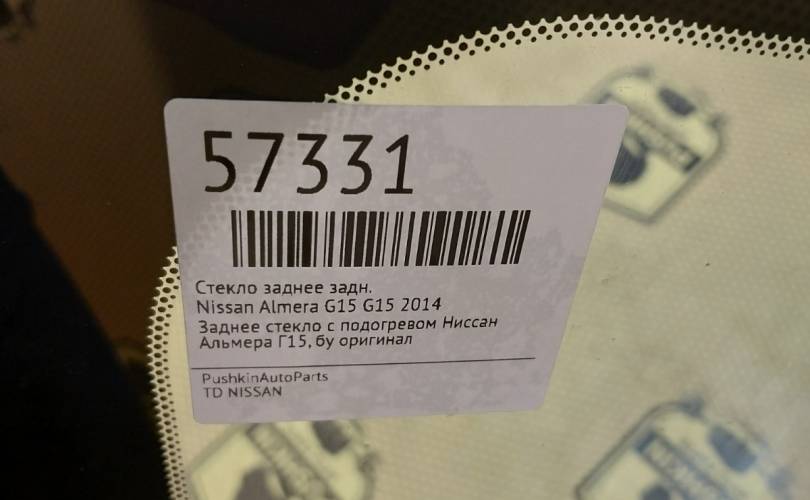 57331
Стекло заднее задн.
Nissan Almera G15 G15 2014
Заднее стекло с подогревом Ниссан
Альмера Г15, бу оригинал
PushkinAutoParts
TD NISSAN